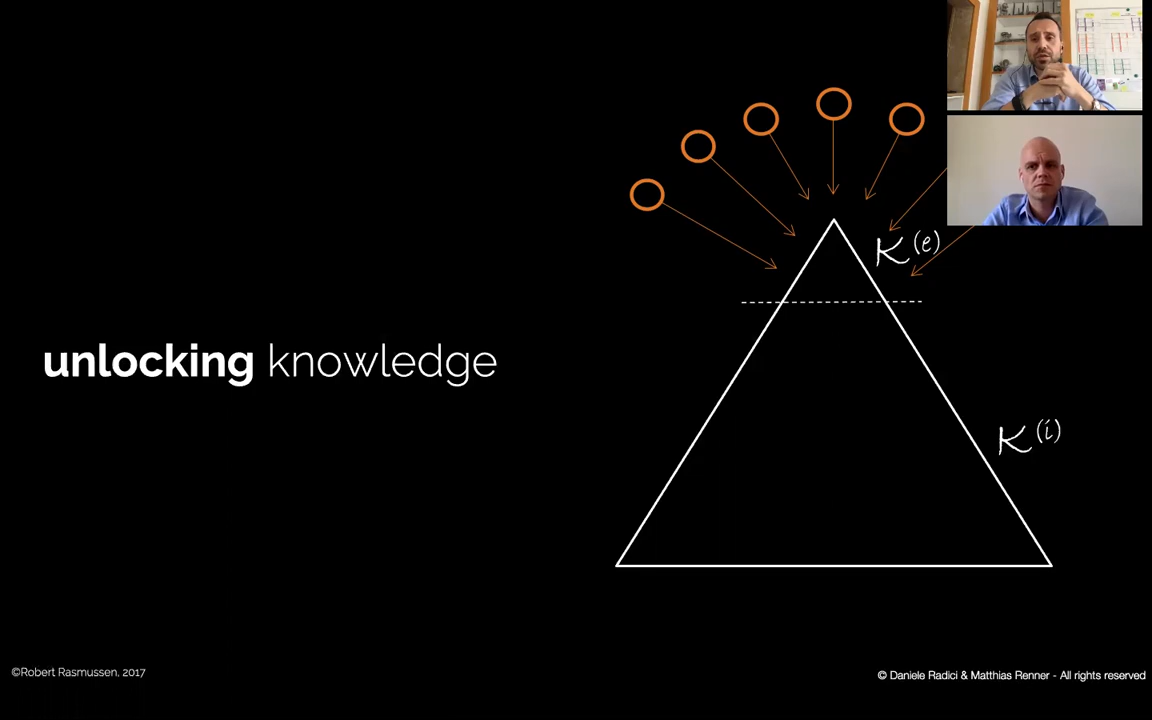 K(e)
unlocking knowledge
K(i)
©Robert Rasmussen, 2017
© Daniele Radici & Matthias Renner - All rights reserved